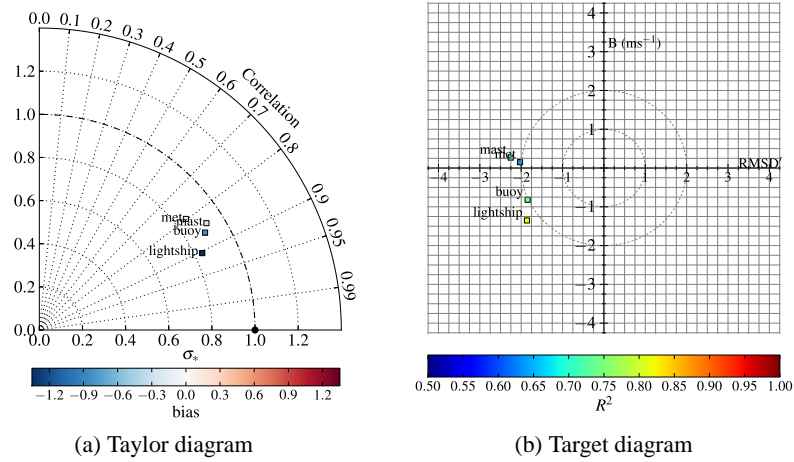 0.0
0.1
0.2
0.3
0.4
0.5
0.6
0.7
0.8
0.9
0.95
0.99
Correlation
1.2
1.0
0.8
0.6
0.4
0.2
0.0
met
mast
buoy
lightship
0.0 0.2 0.4 0.6 0.8 1.0 1.2
σ*
−1.2 −0.9 −0.6 −0.3 0.0 0.3 0.6 0.9 1.2
bias
(a) Taylor diagram
4
B (ms⁻¹)
3
2
1
mast
met
RMSD′
−4 −3 −2 −1 1 2 3 4
buoy
−1
lightship
−2
−3
−4
0.50 0.55 0.60 0.65 0.70 0.75 0.80 0.85 0.90 0.95 1.00
R²
(b) Target diagram